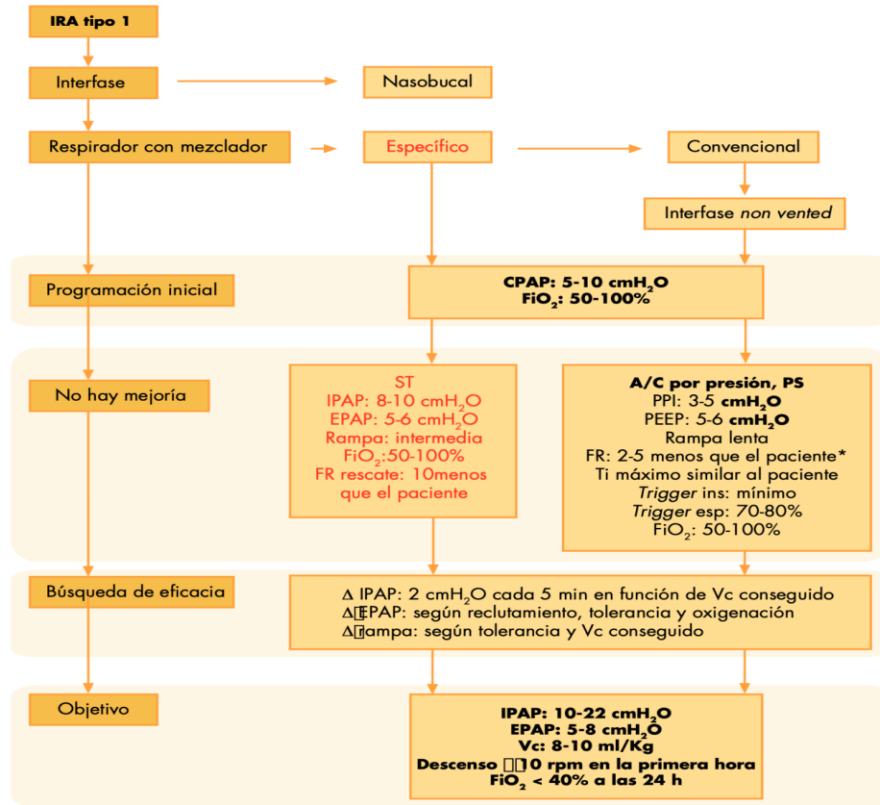 IRA tipo 1
Interfase
Nasobucal
Respirador con mezclador
Específico
Convencional
Interfase non vented
Programación inicial
CPAP: 5-10 cmH₂O
FiO₂: 50-100%
No hay mejoría
ST
IPAP: 8-10 cmH₂O
EPAP: 5-6 cmH₂O
Rampa: intermedia
FiO₂:50-100%
FR rescate: 10menos
que el paciente
A/C por presión, PS
PPI: 3-5 cmH₂O
PEEP: 5-6 cmH₂O
Rampa lenta
FR: 2-5 menos que el paciente*
Ti máximo similar al paciente
Trigger ins: mínimo
Trigger esp: 70-80%
FiO₂: 50-100%
Búsqueda de eficacia
Δ IPAP: 2 cmH₂O cada 5 min en función de Vc conseguido
Δ EPAP: según reclutamiento, tolerancia y oxigenación
Δ rampa: según tolerancia y Vc conseguido
Objetivo
IPAP: 10-22 cmH₂O
EPAP: 5-8 cmH₂O
Vc: 8-10 ml/Kg
Descenso 10 rpm en la primera hora
FiO₂ < 40% a las 24 h